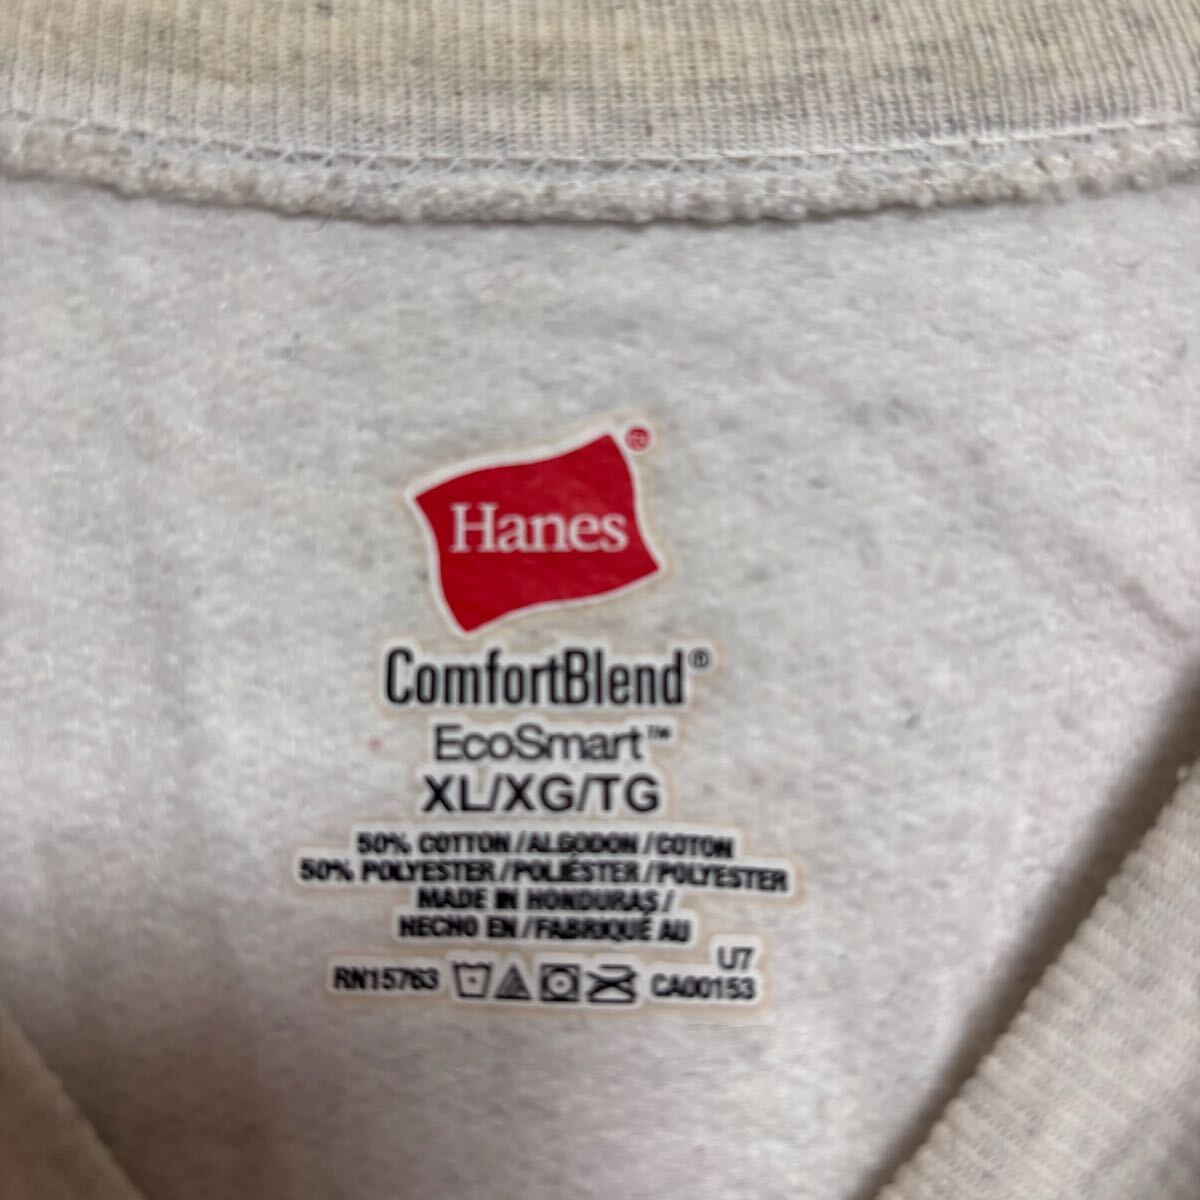 Hanes®
ComfortBlend®
EcoSmart™
XL/XG/TG
50% COTTON/ALGODON/COTON
50% POLYESTER/POLIÉSTER/POLYESTER
MADE IN HONDURAS/
HECHO EN/FABRIQUÉ AU
U7
RN15763 CA00153